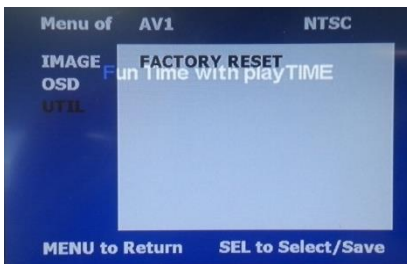 Menu of AV1 NTSC
IMAGE FACTORY RESET
Fun Time with playTIME
OSD
UTIL
MENU to Return SEL to Select/Save